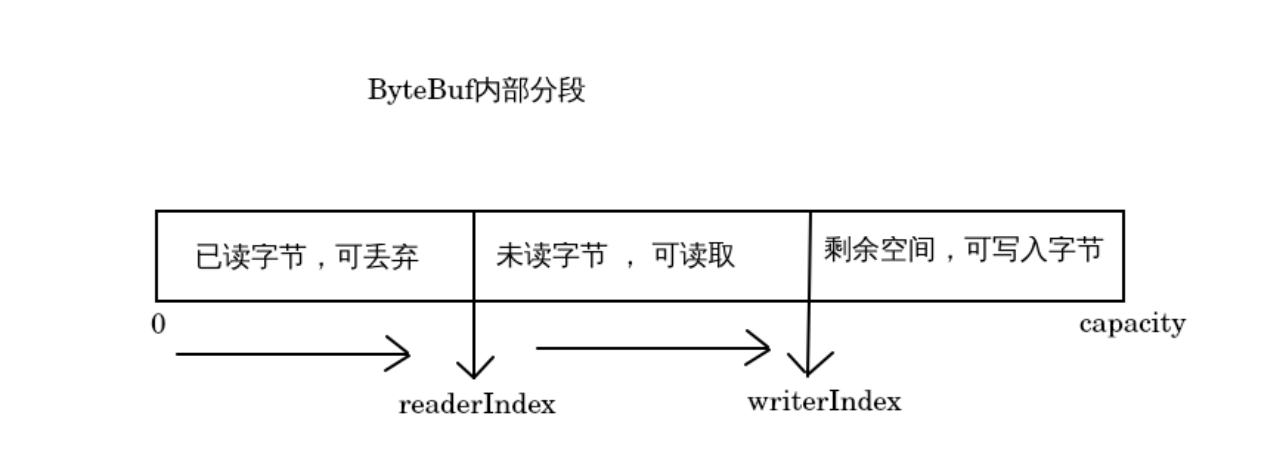 ByteBuf内部分段
已读字节，可丢弃
未读字节 ， 可读取
剩余空间，可写入字节
0
capacity
readerIndex
writerIndex